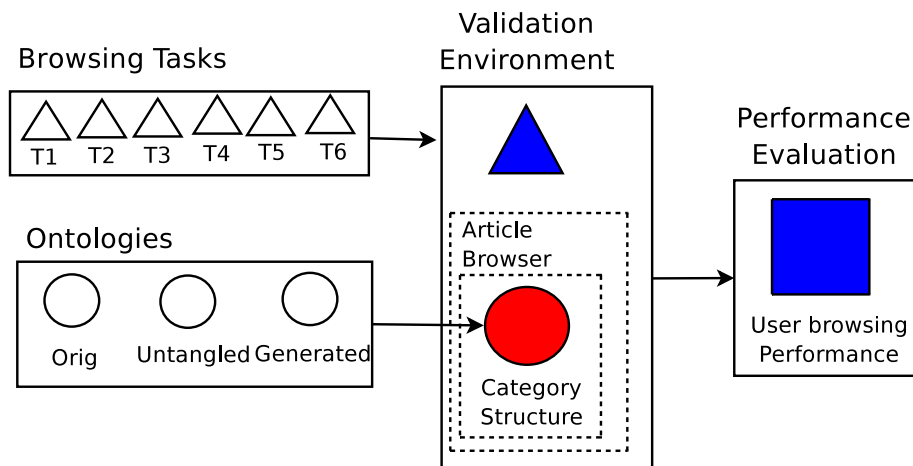 Browsing Tasks
T1 T2 T3 T4 T5 T6
Ontologies
Orig Untangled Generated
Validation
Environment
Article
Browser
Category
Structure
Performance
Evaluation
User browsing
Performance